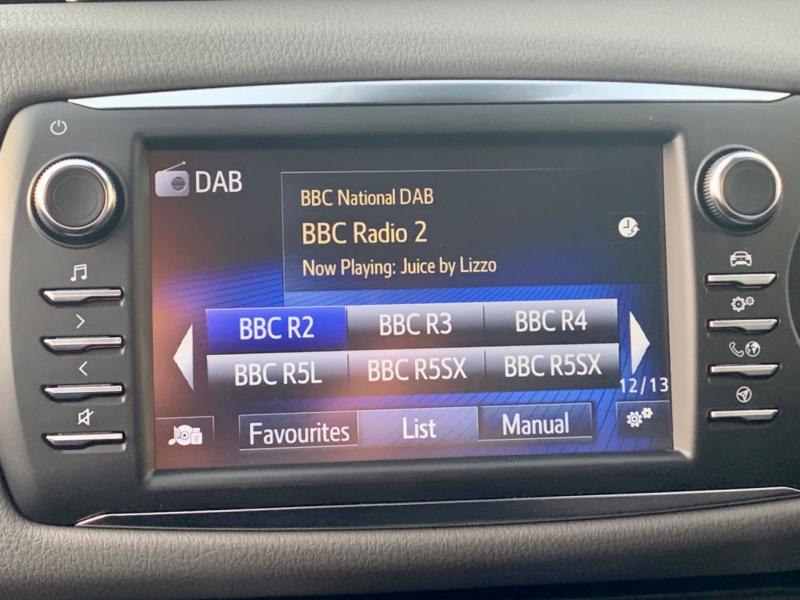 DAB
BBC National DAB
BBC Radio 2
Now Playing: Juice by Lizzo
BBC R2 BBC R3 BBC R4
BBC R5L BBC R5SX BBC R5SX
12/13
Favourites List Manual